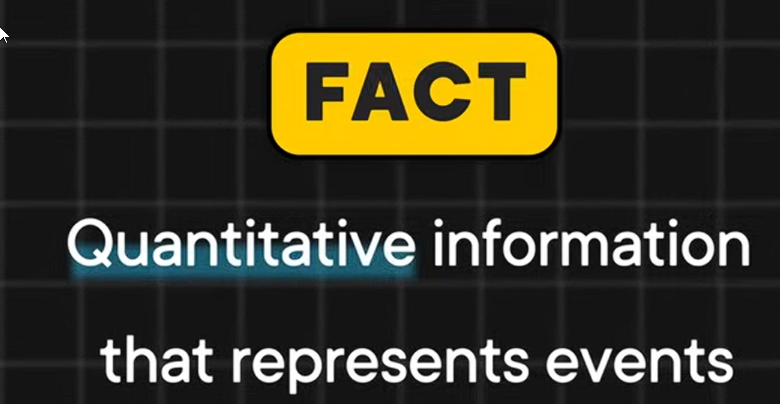 FACT
Quantitative information
that represents events